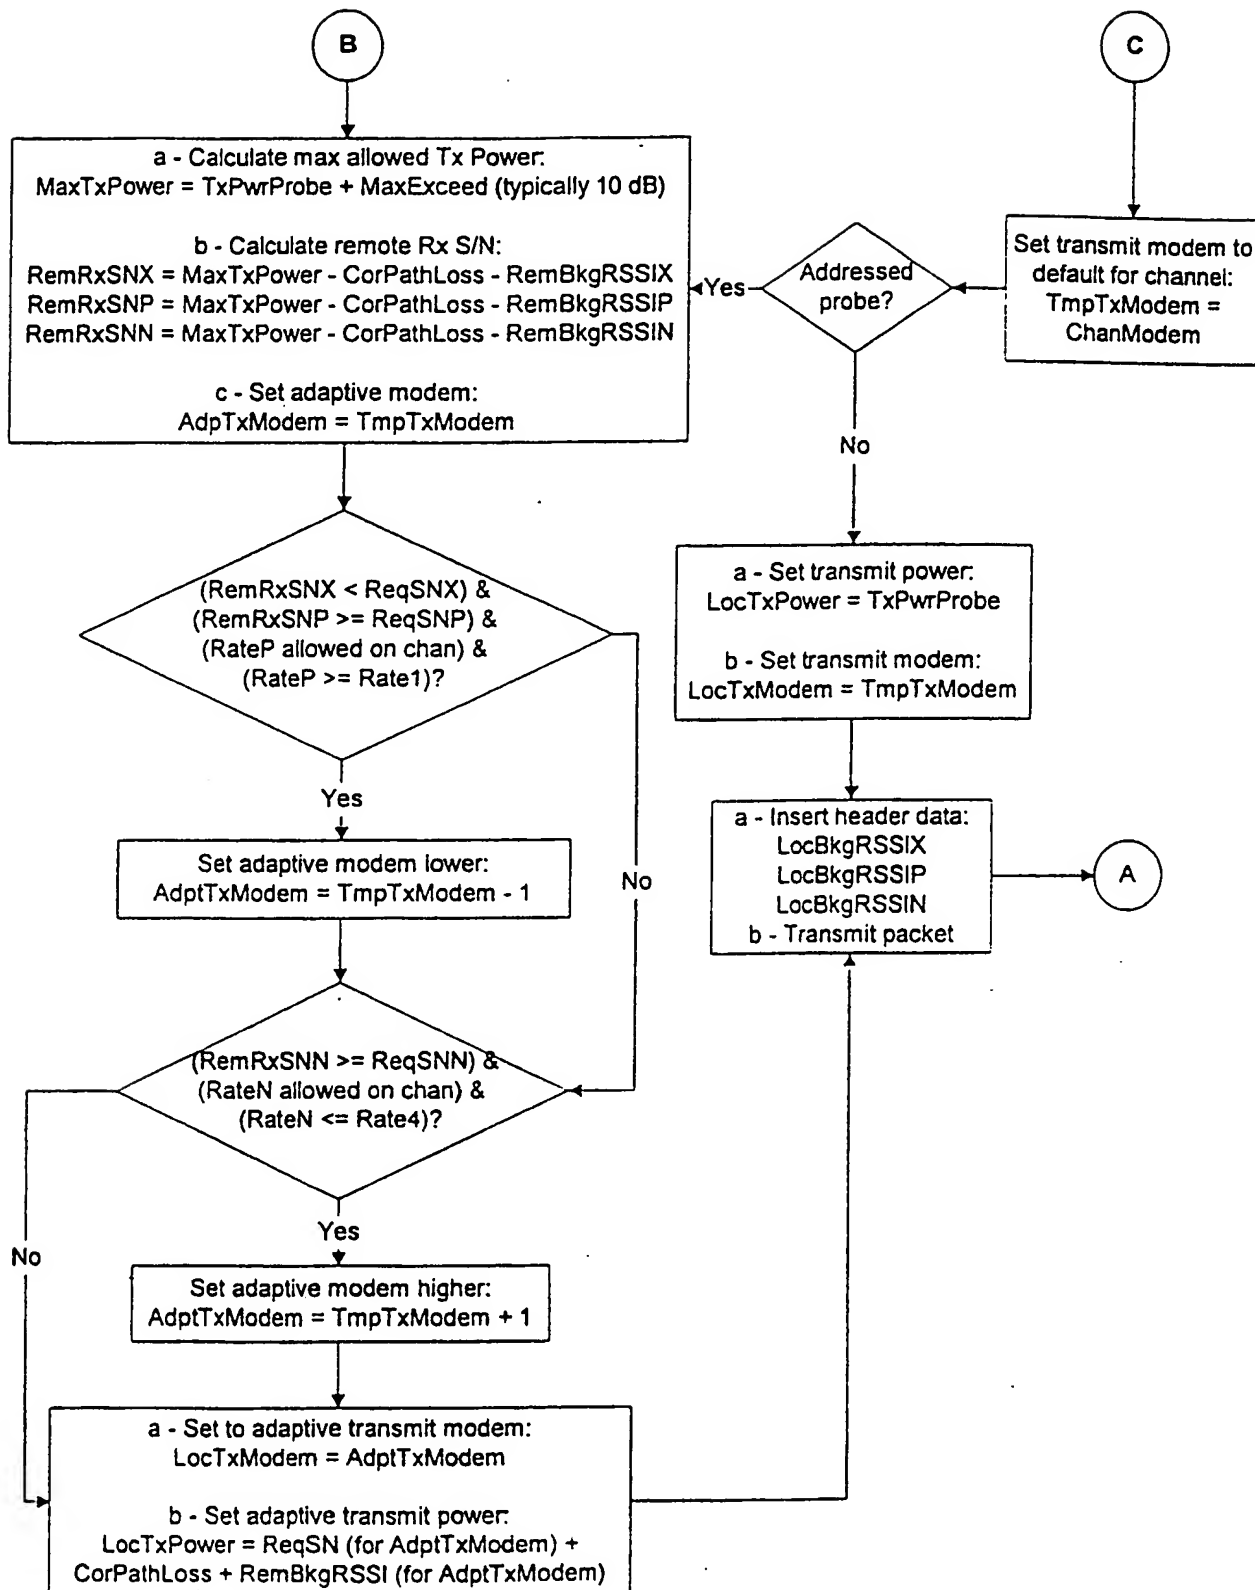 B
C
a - Calculate max allowed Tx Power:
MaxTxPower = TxPwrProbe + MaxExceed (typically 10 dB)
b - Calculate remote Rx S/N:
RemRxSNX = MaxTxPower - CorPathLoss - RemBkgRSSIX
RemRxSNP = MaxTxPower - CorPathLoss - RemBkgRSSIP
RemRxSNN = MaxTxPower - CorPathLoss - RemBkgRSSIN
c - Set adaptive modem:
AdpTxModem = TmpTxModem
Yes
Addressed
probe?
Set transmit modem to
default for channel:
TmpTxModem =
ChanModem
No
(RemRxSNX < ReqSNX) &
(RemRxSNP >= ReqSNP) &
(RateP allowed on chan) &
(RateP >= Rate1)?
a - Set transmit power:
LocTxPower = TxPwrProbe
b - Set transmit modem:
LocTxModem = TmpTxModem
Yes
No
Set adaptive modem lower:
AdptTxModem = TmpTxModem - 1
a - Insert header data:
LocBkgRSSIX
LocBkgRSSIP
LocBkgRSSIN
b - Transmit packet
A
(RemRxSNN >= ReqSNN) &
(RateN allowed on chan) &
(RateN <= Rate4)?
Yes
No
Set adaptive modem higher:
AdptTxModem = TmpTxModem + 1
a - Set to adaptive transmit modem:
LocTxModem = AdptTxModem
b - Set adaptive transmit power:
LocTxPower = ReqSN (for AdptTxModem) +
CorPathLoss + RemBkgRSSI (for AdptTxModem)